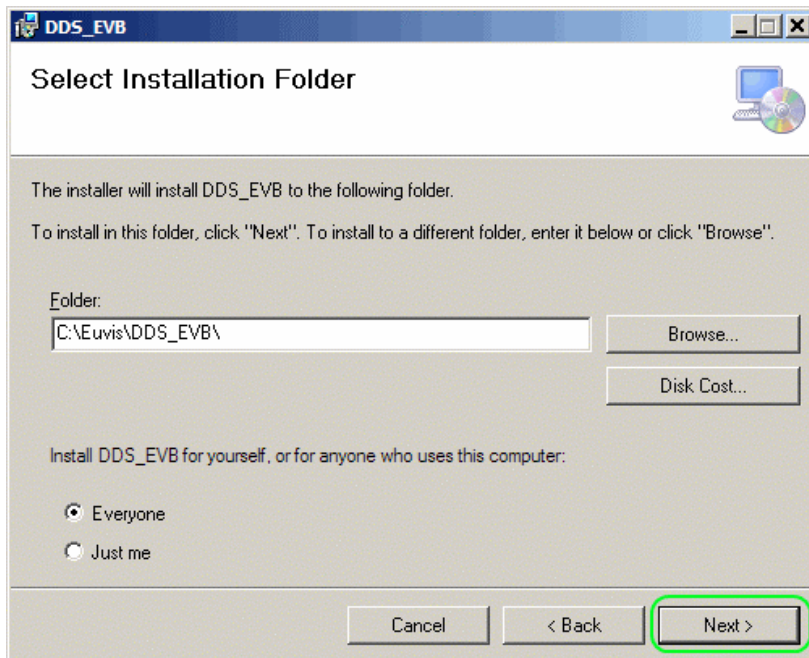 DDS_EVB
Select Installation Folder
The installer will install DDS_EVB to the following folder.
To install in this folder, click "Next". To install to a different folder, enter it below or click "Browse".
Folder:
C:\Euvis\DDS_EVB\
Browse...
Disk Cost...
Install DDS_EVB for yourself, or for anyone who uses this computer:
Everyone
Just me
Cancel
< Back
Next >